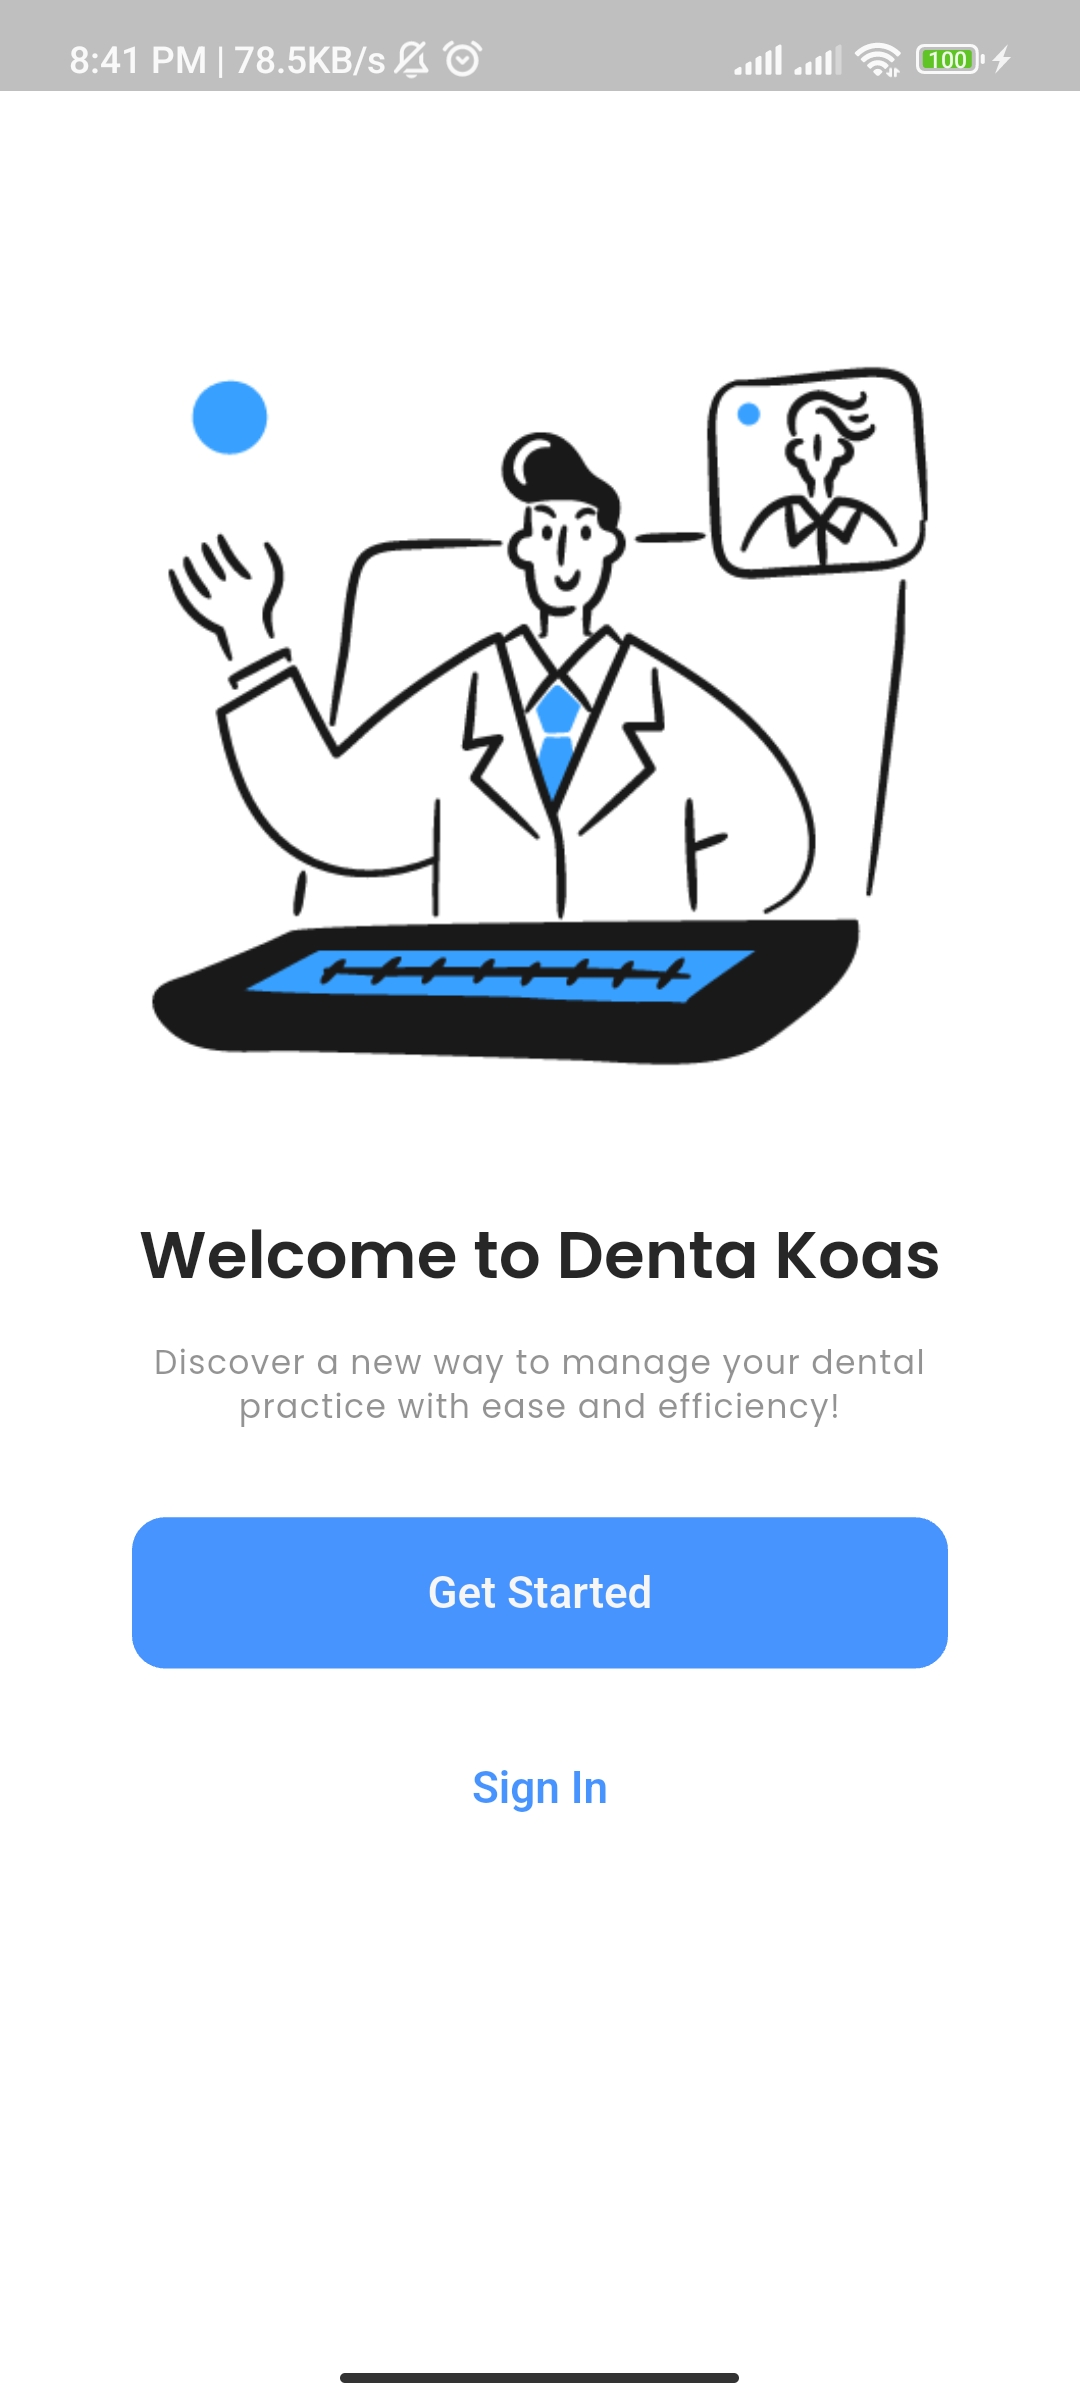 8:41 PM | 78.5KB/s 100
Welcome to Denta Koas
Discover a new way to manage your dental
practice with ease and efficiency!
Get Started
Sign In